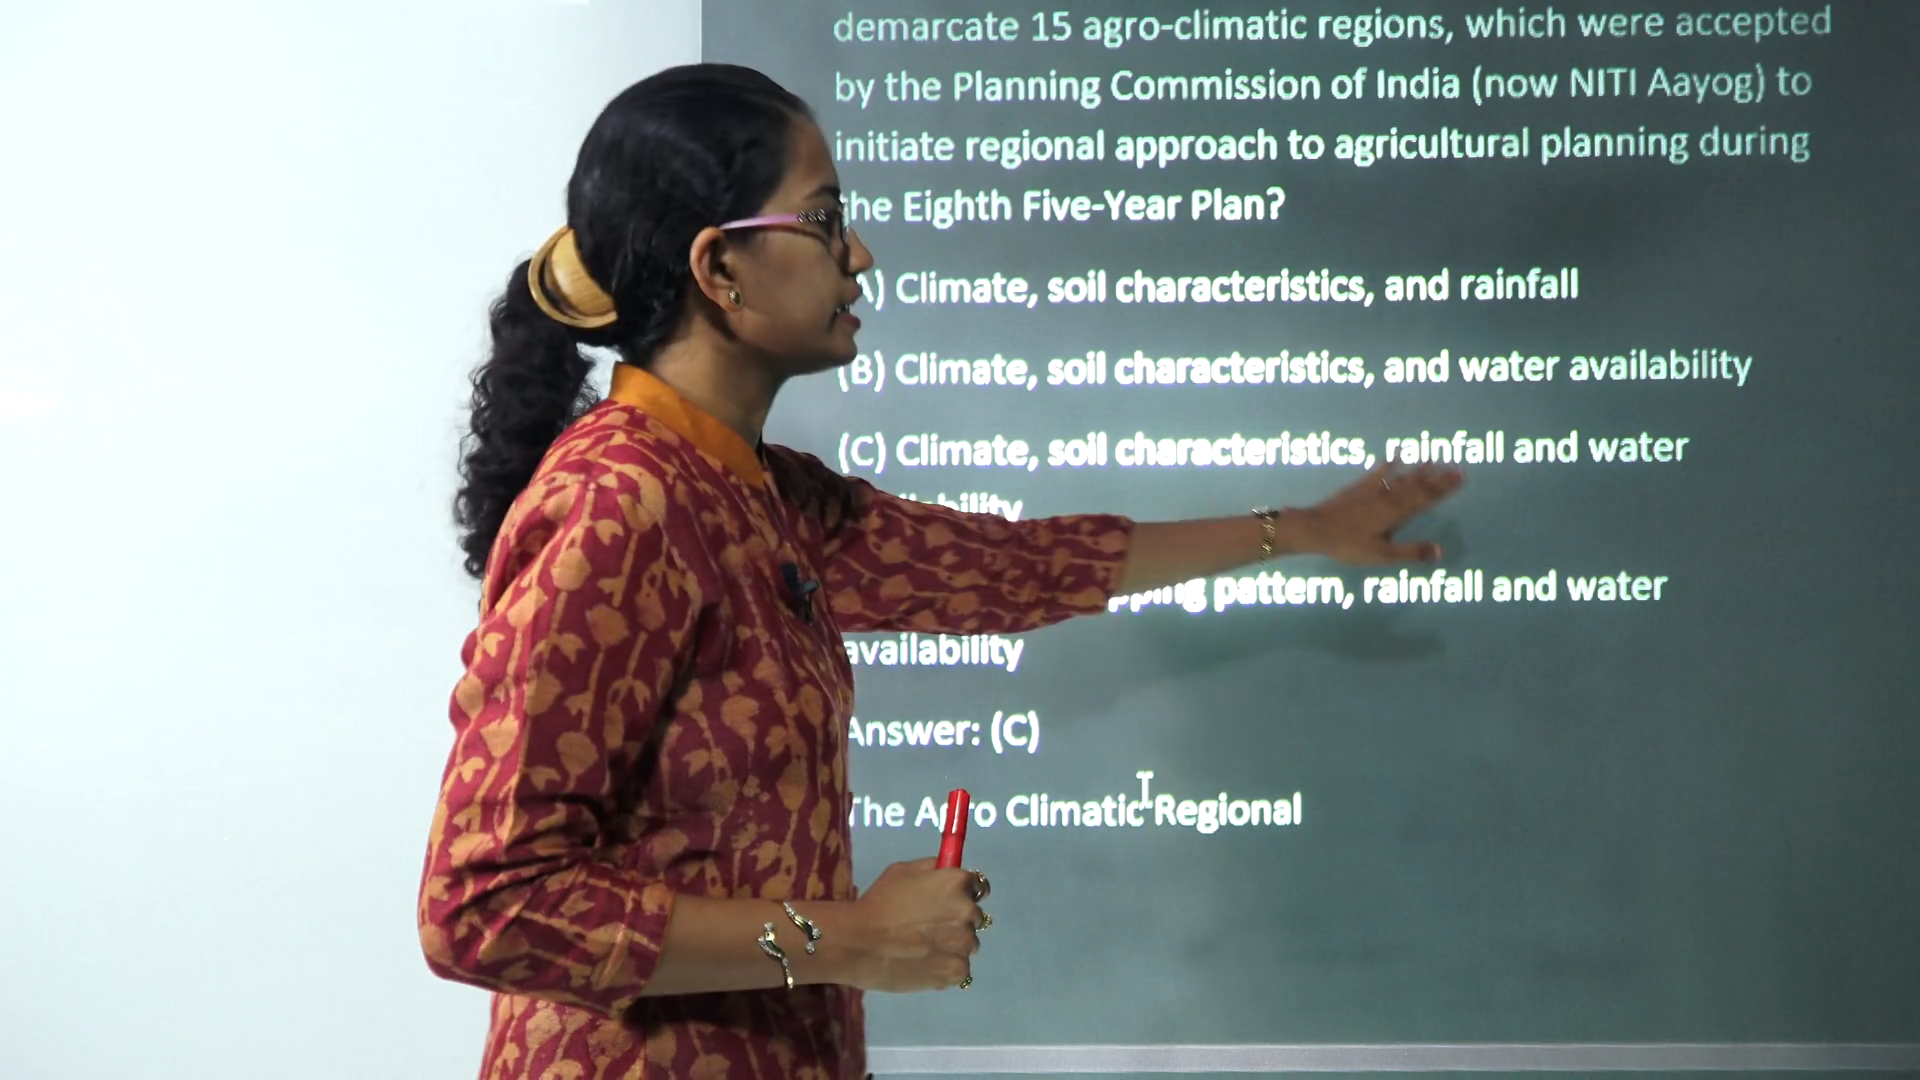 demarcate 15 agro-climatic regions, which were accepted
by the Planning Commission of India (now NITI Aayog) to
initiate regional approach to agricultural planning during
the Eighth Five-Year Plan?
A) Climate, soil characteristics, and rainfall
(B) Climate, soil characteristics, and water availability
(C) Climate, soil characteristics, rainfall and water
pattern, rainfall and water
availability
Answer: (C)
The Agro Climatic Regional